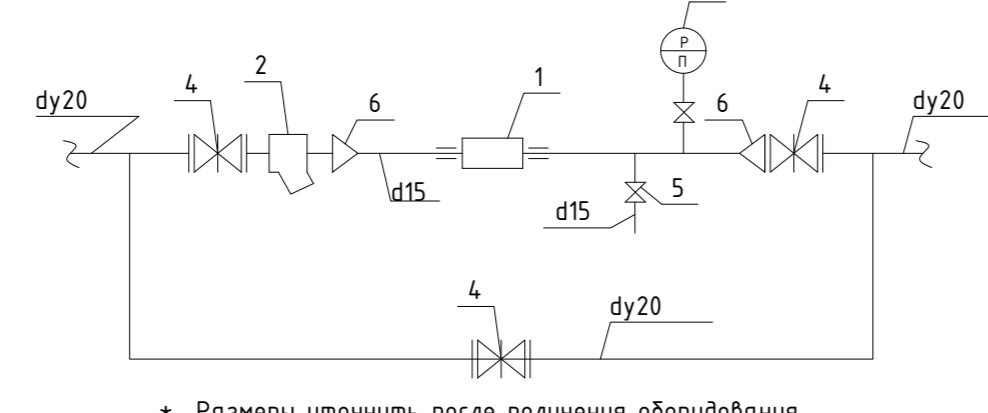 P
П
2
1
dy20
4
6
6
4
dy20
d15
5
d15
4
dy20
* Размеры уточнить после получения оборудования